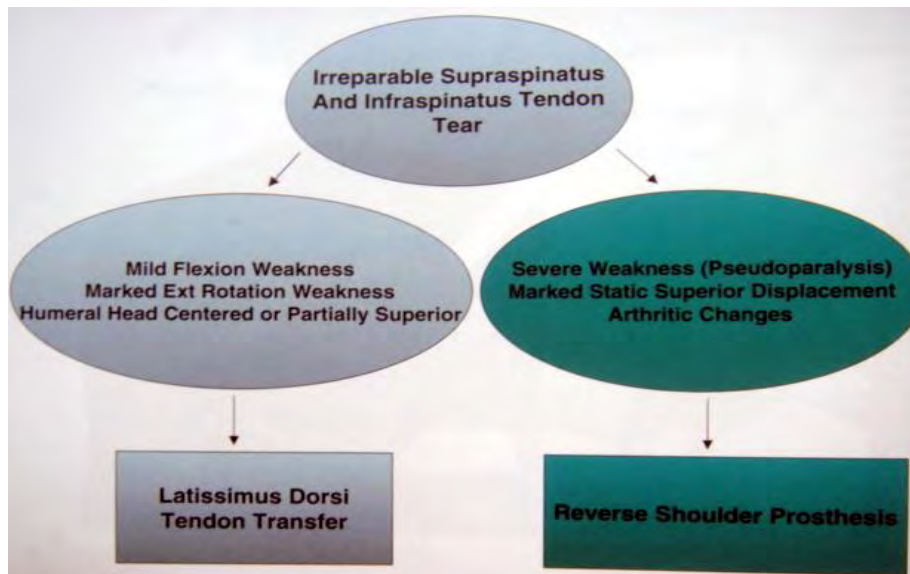 Irreparable Supraspinatus
And Infraspinatus Tendon
Tear
Mild Flexion Weakness
Marked Ext Rotation Weakness
Humeral Head Centered or Partially Superior
Severe Weakness (Pseudoparalysis)
Marked Static Superior Displacement
Arthritic Changes
Latissimus Dorsi
Tendon Transfer
Reverse Shoulder Prosthesis